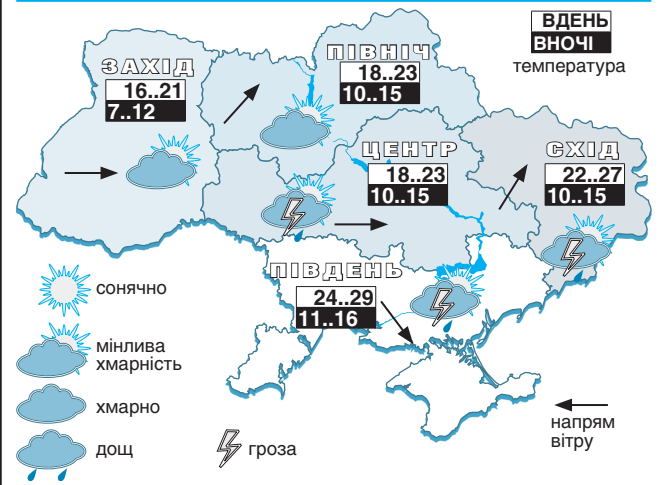 ВДЕНЬ
ВНОЧІ
температура
ЗАХІД
16..21
7..12
ПІВНІЧ
18..23
10..15
ЦЕНТР
18..23
10..15
СХІД
22..27
10..15
ПІВДЕНЬ
24..29
11..16
сонячно
мінлива
хмарність
хмарно
дощ
гроза
напрям
вітру